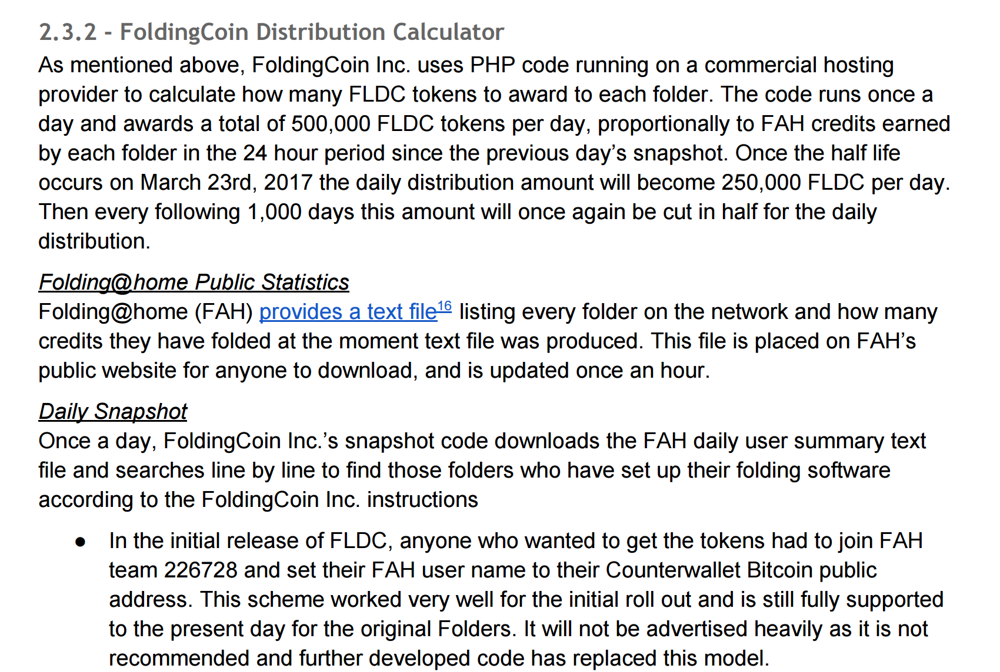 2.3.2 - FoldingCoin Distribution Calculator
As mentioned above, FoldingCoin Inc. uses PHP code running on a commercial hosting
provider to calculate how many FLDC tokens to award to each folder. The code runs once a
day and awards a total of 500,000 FLDC tokens per day, proportionally to FAH credits earned
by each folder in the 24 hour period since the previous day’s snapshot. Once the half life
occurs on March 23rd, 2017 the daily distribution amount will become 250,000 FLDC per day.
Then every following 1,000 days this amount will once again be cut in half for the daily
distribution.
Folding@home Public Statistics
Folding@home (FAH) provides a text file16 listing every folder on the network and how many
credits they have folded at the moment text file was produced. This file is placed on FAH’s
public website for anyone to download, and is updated once an hour.
Daily Snapshot
Once a day, FoldingCoin Inc.’s snapshot code downloads the FAH daily user summary text
file and searches line by line to find those folders who have set up their folding software
according to the FoldingCoin Inc. instructions
● In the initial release of FLDC, anyone who wanted to get the tokens had to join FAH
team 226728 and set their FAH user name to their Counterwallet Bitcoin public
address. This scheme worked very well for the initial roll out and is still fully supported
to the present day for the original Folders. It will not be advertised heavily as it is not
recommended and further developed code has replaced this model.